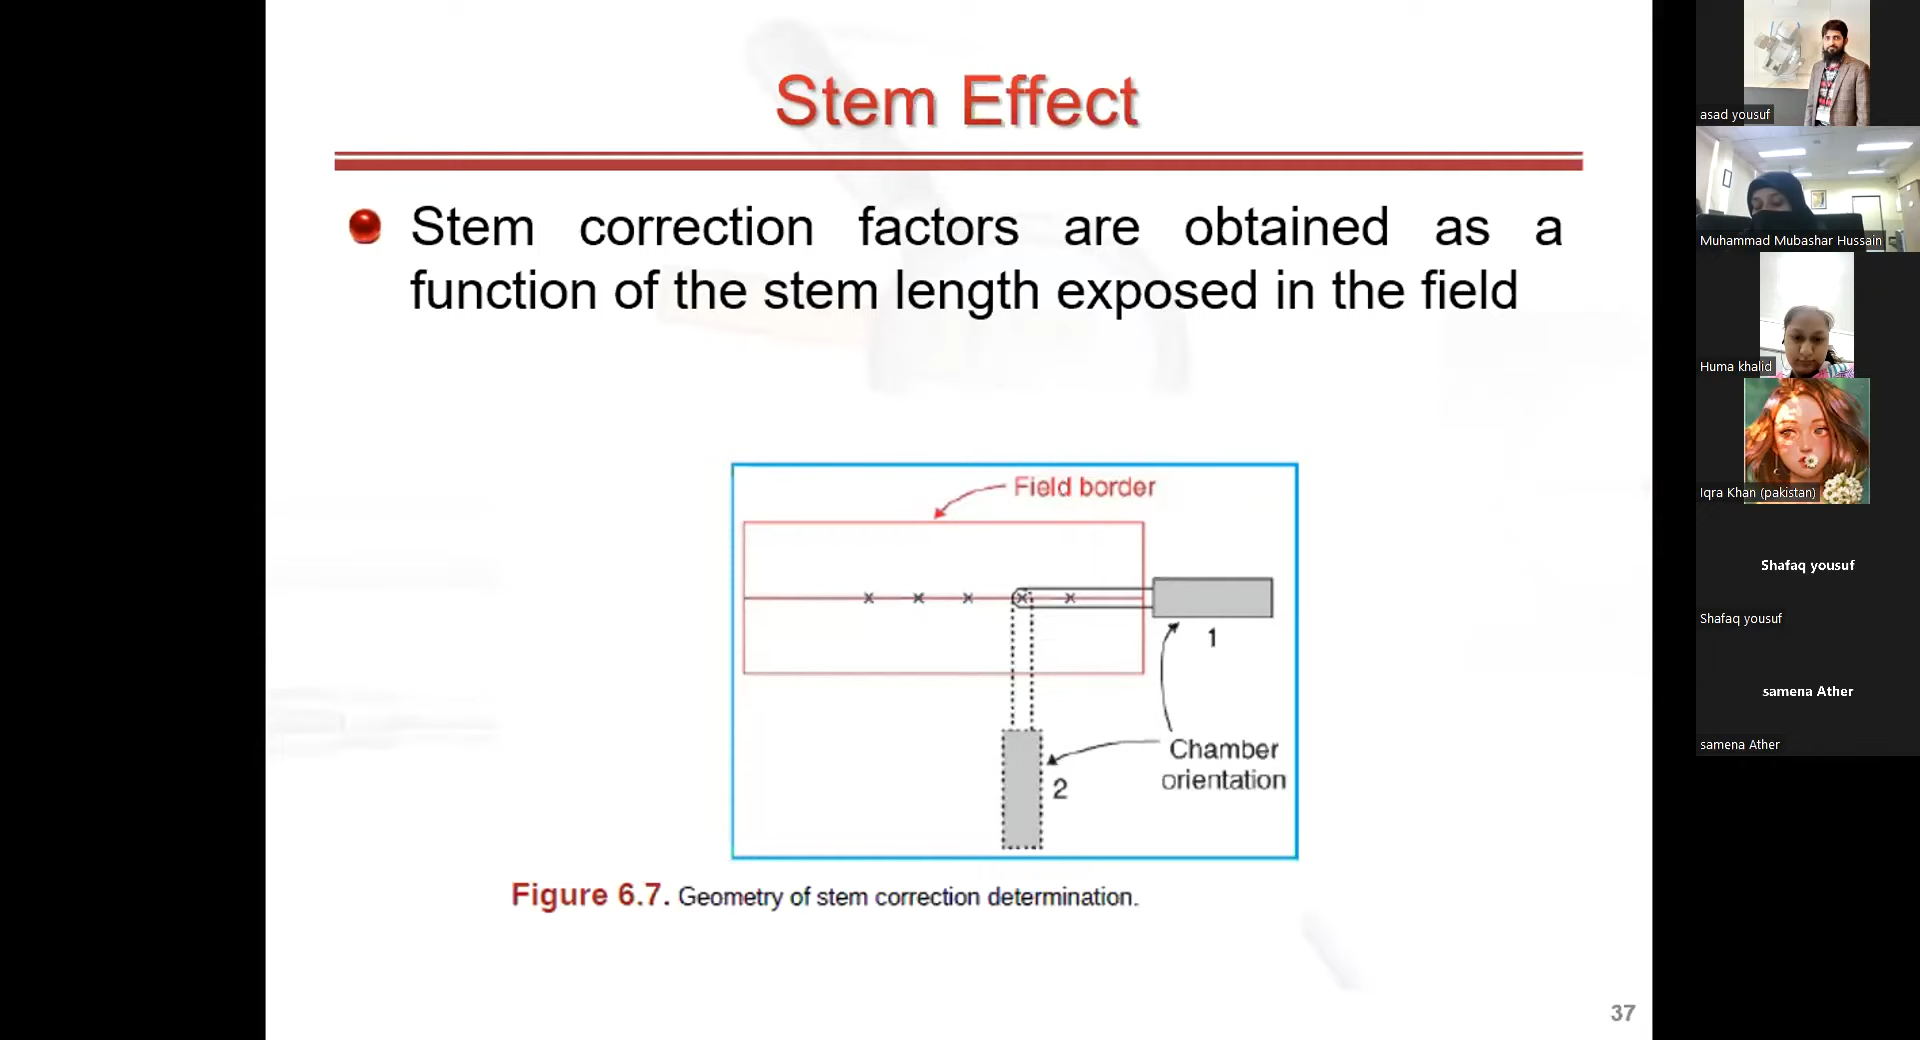 Stem Effect
Stem correction factors are obtained as a
function of the stem length exposed in the field
Field border
1
Chamber
orientation
2
Figure 6.7. Geometry of stem correction determination.
37
asad yousuf
Muhammad Mubashar Hussain
Huma khalid
Iqra Khan (pakistan)
Shafaq yousuf
Shafaq yousuf
samena Ather
samena Ather